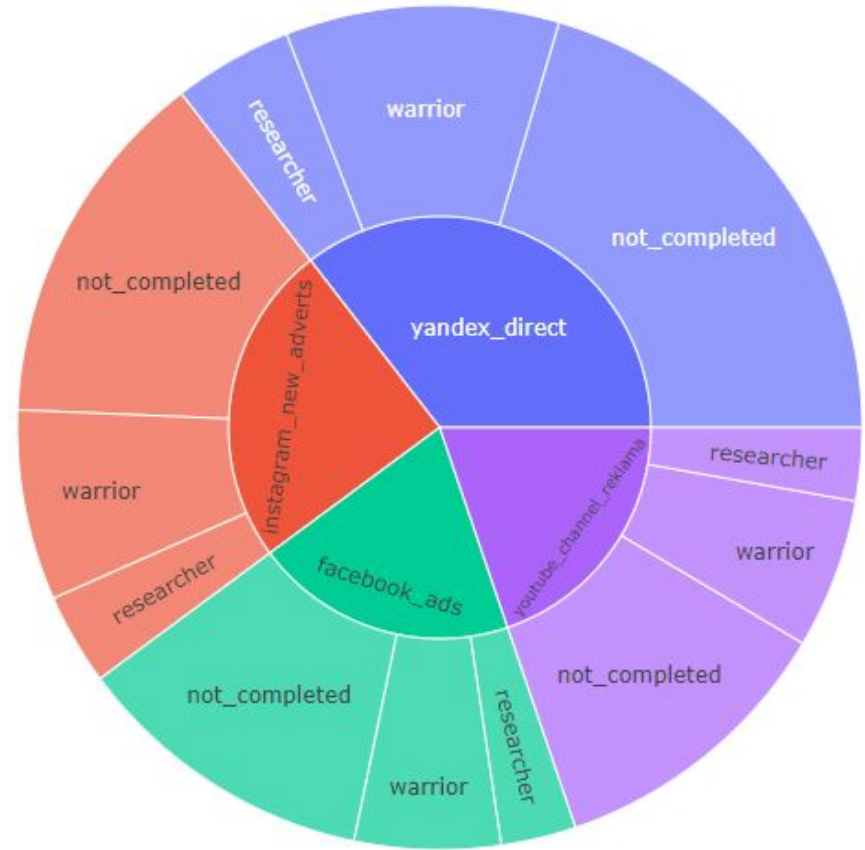 warrior
researcher
not_completed
not_completed
yandex_direct
instagram_new_adverts
researcher
warrior
warrior
youtube_channel_reklama
facebook_ads
researcher
not_completed
not_completed
researcher
warrior